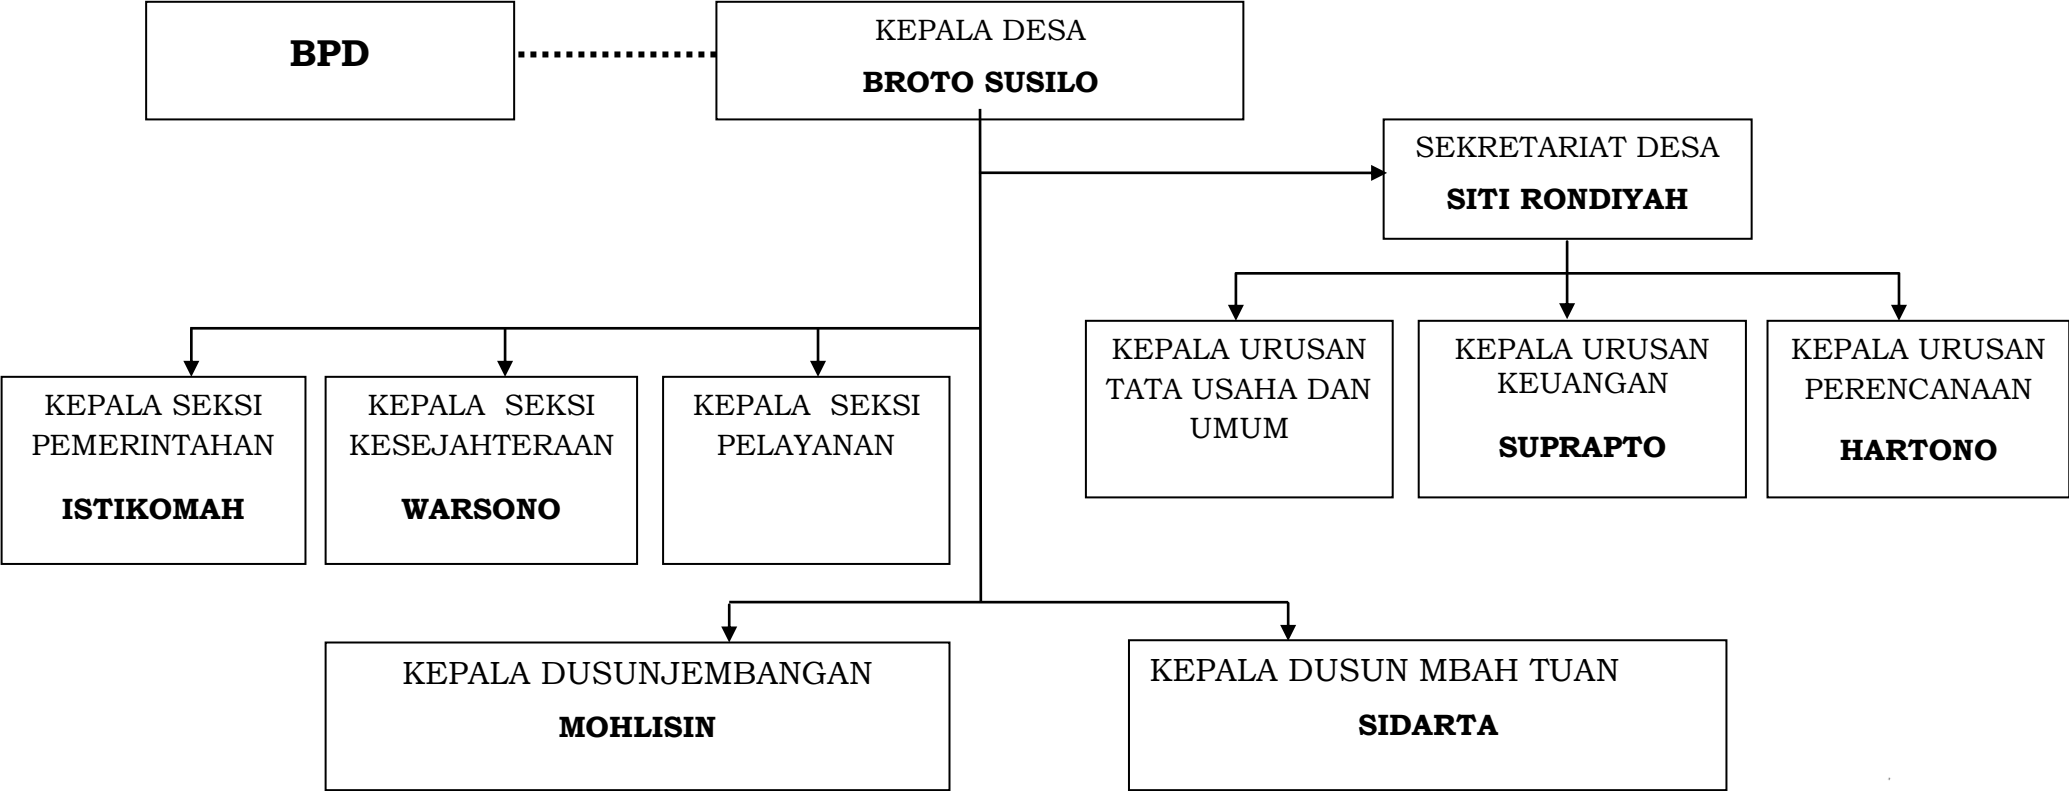 BPD
KEPALA DESA
BROTO SUSILO
SEKRETARIAT DESA
SITI RONDIYAH
KEPALA URUSAN
TATA USAHA DAN
UMUM
KEPALA URUSAN
KEUANGAN
SUPRAPTO
KEPALA URUSAN
PERENCANAAN
HARTONO
KEPALA SEKSI
PEMERINTAHAN
ISTIKOMAH
KEPALA  SEKSI
KESEJAHTERAAN
WARSONO
KEPALA  SEKSI
PELAYANAN
KEPALA DUSUNJEMBANGAN
MOHLISIN
KEPALA DUSUN MBAH TUAN
SIDARTA